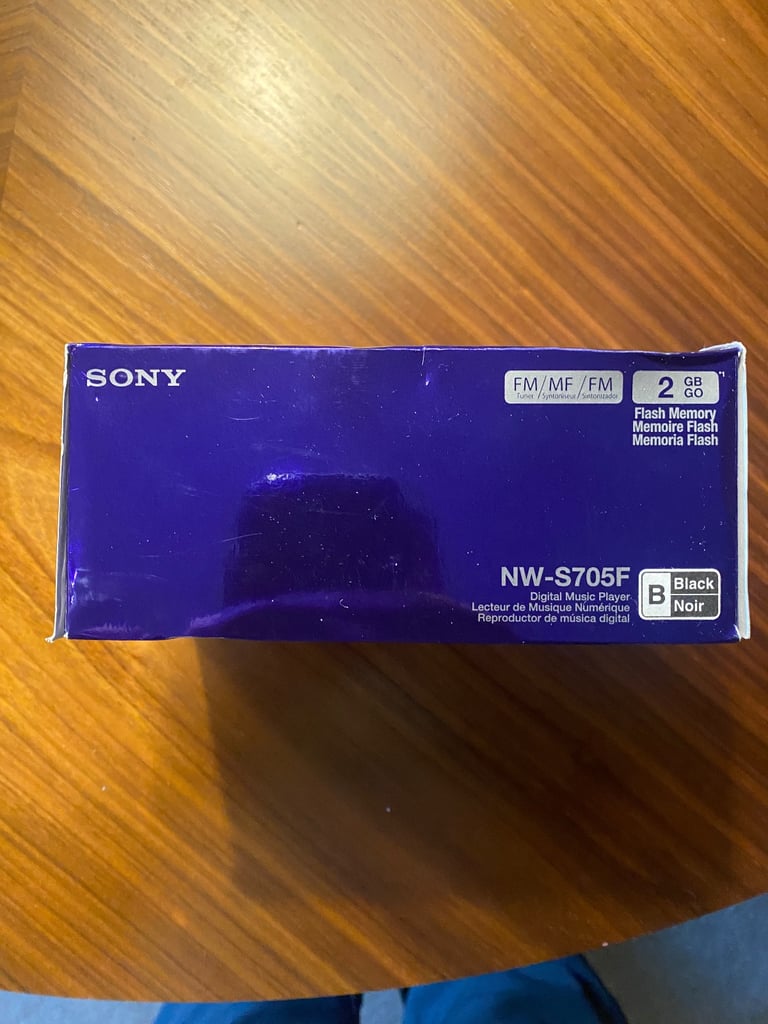 SONY
FM/MF/FM
Tuner/Syntoniseur/Sintonizador
2 GB GO *1
Flash Memory
Memoire Flash
Memoria Flash
NW-S705F
Digital Music Player
Lecteur de Musique Numérique
Reproductor de música digital
B
Black
Noir